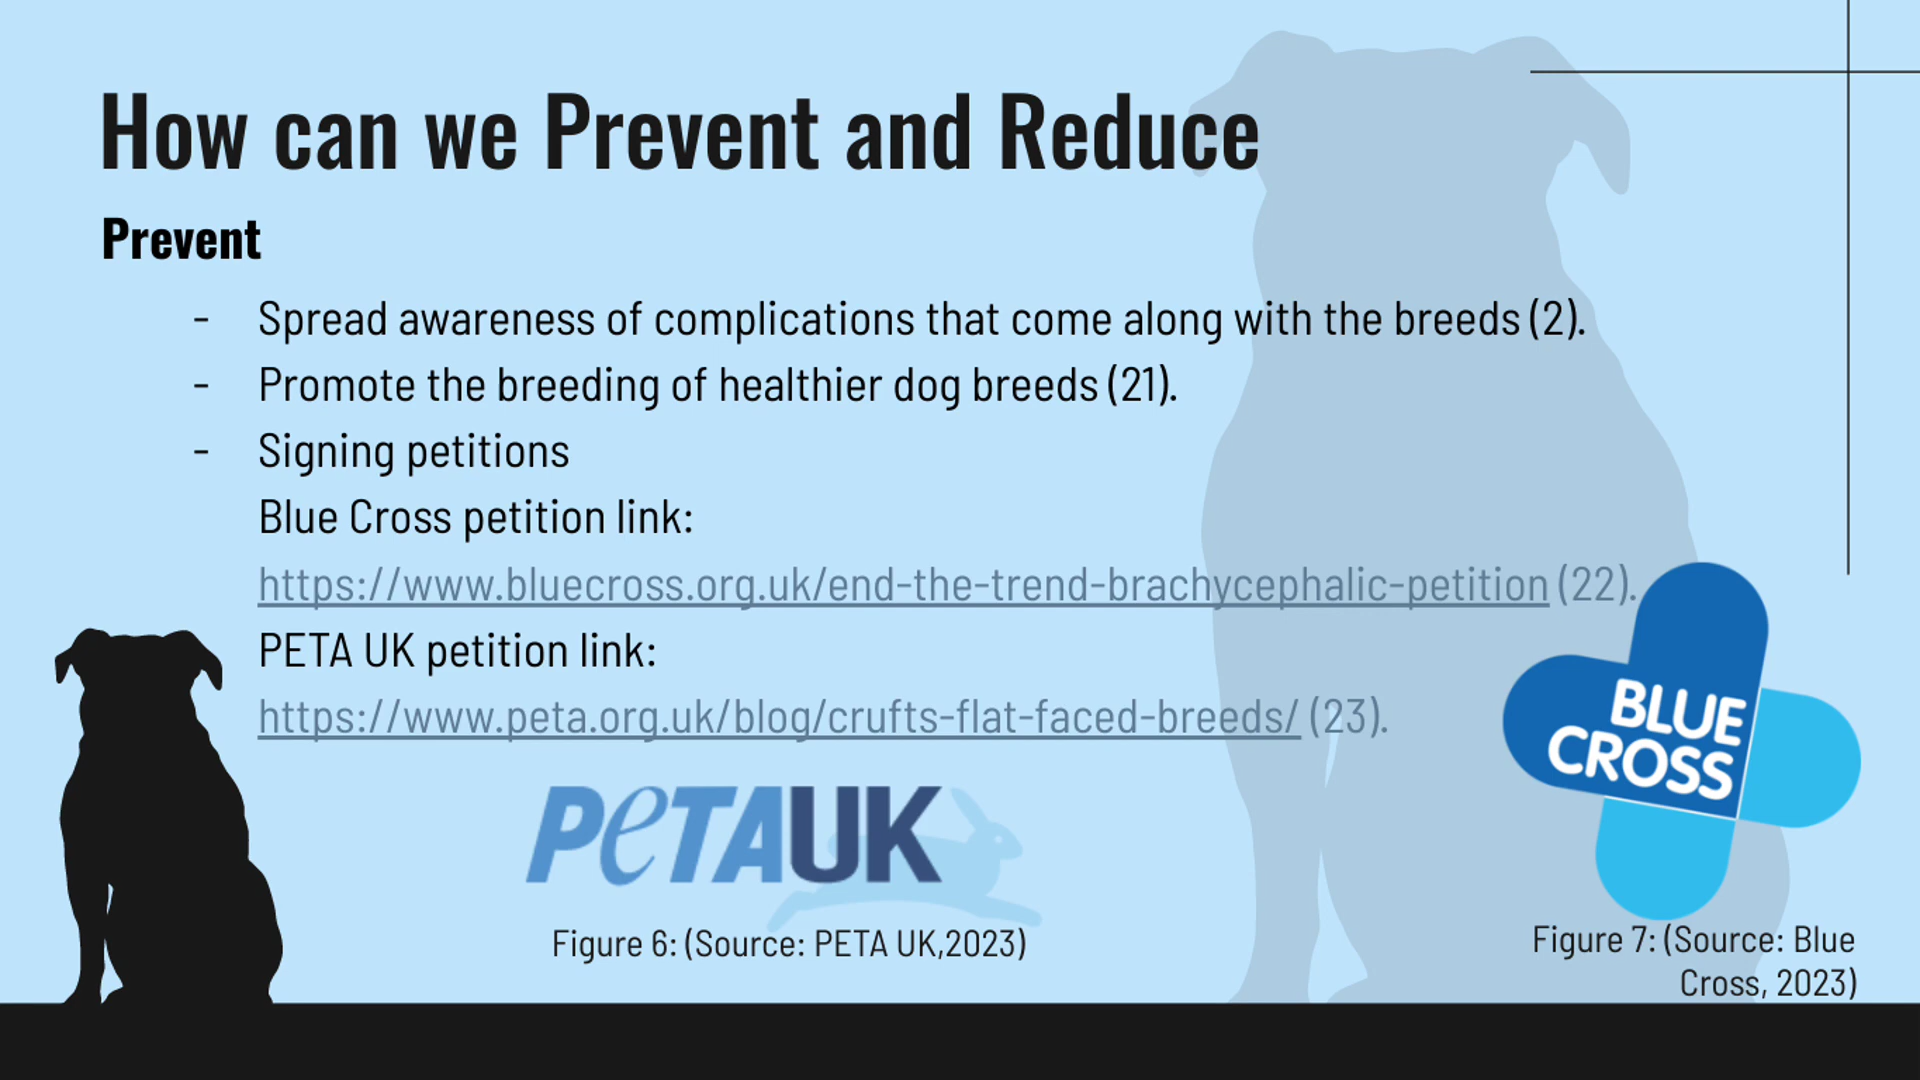 How can we Prevent and Reduce
Prevent
- Spread awareness of complications that come along with the breeds (2).
- Promote the breeding of healthier dog breeds (21).
- Signing petitions
Blue Cross petition link:
https://www.bluecross.org.uk/end-the-trend-brachycephalic-petition (22).
PETA UK petition link:
https://www.peta.org.uk/blog/crufts-flat-faced-breeds/ (23).
BLUE
CROSS
PeTAUK
Figure 6: (Source: PETA UK,2023)
Figure 7: (Source: Blue
Cross, 2023)